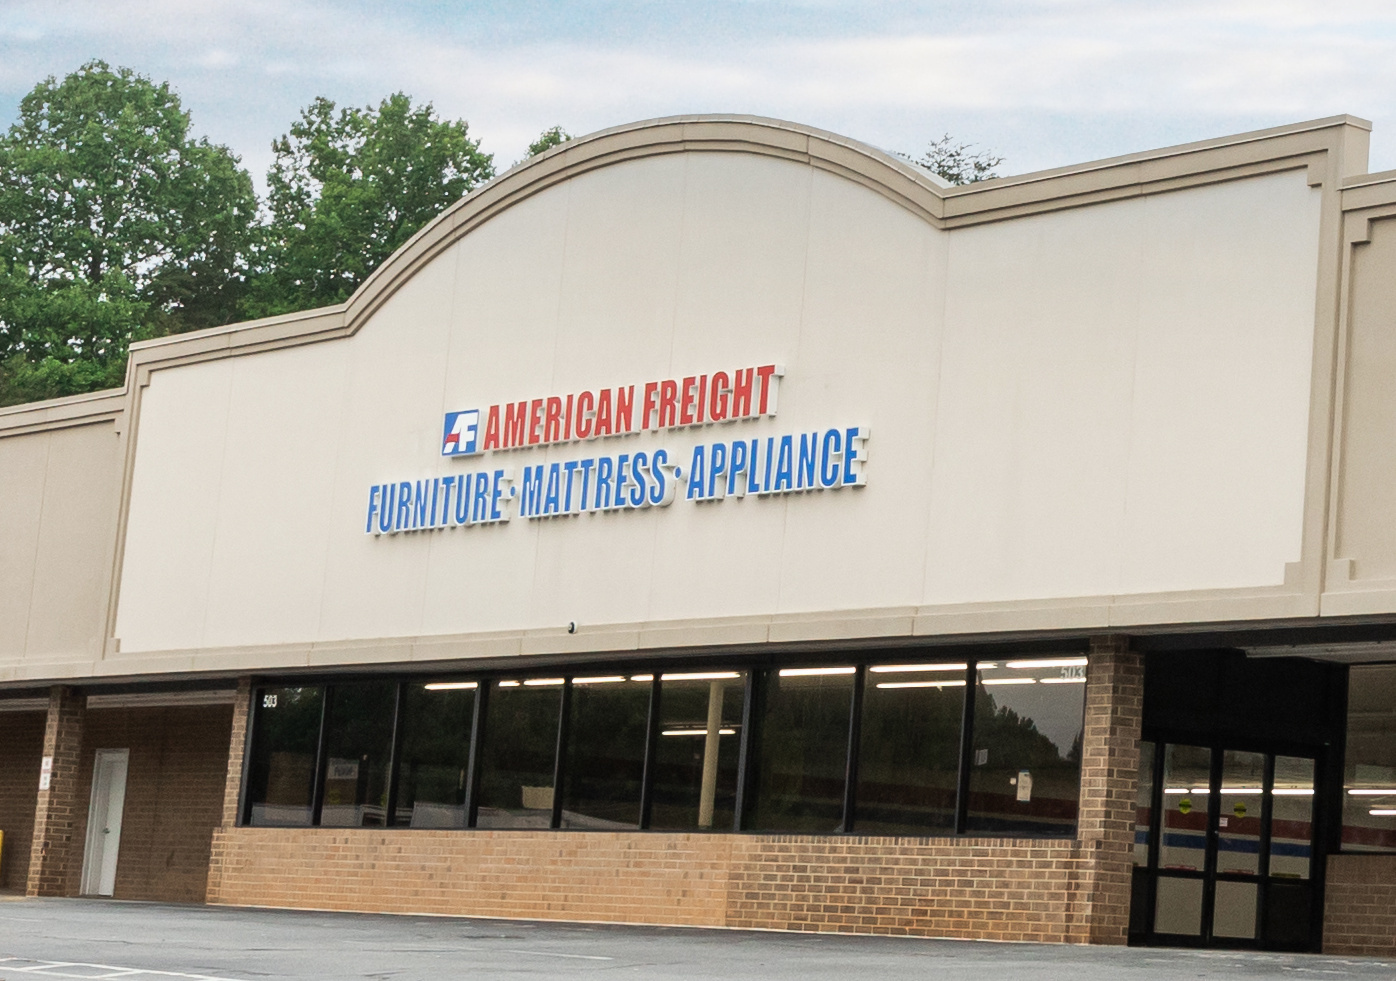 AF AMERICAN FREIGHT
FURNITURE · MATTRESS · APPLIANCE
503
503